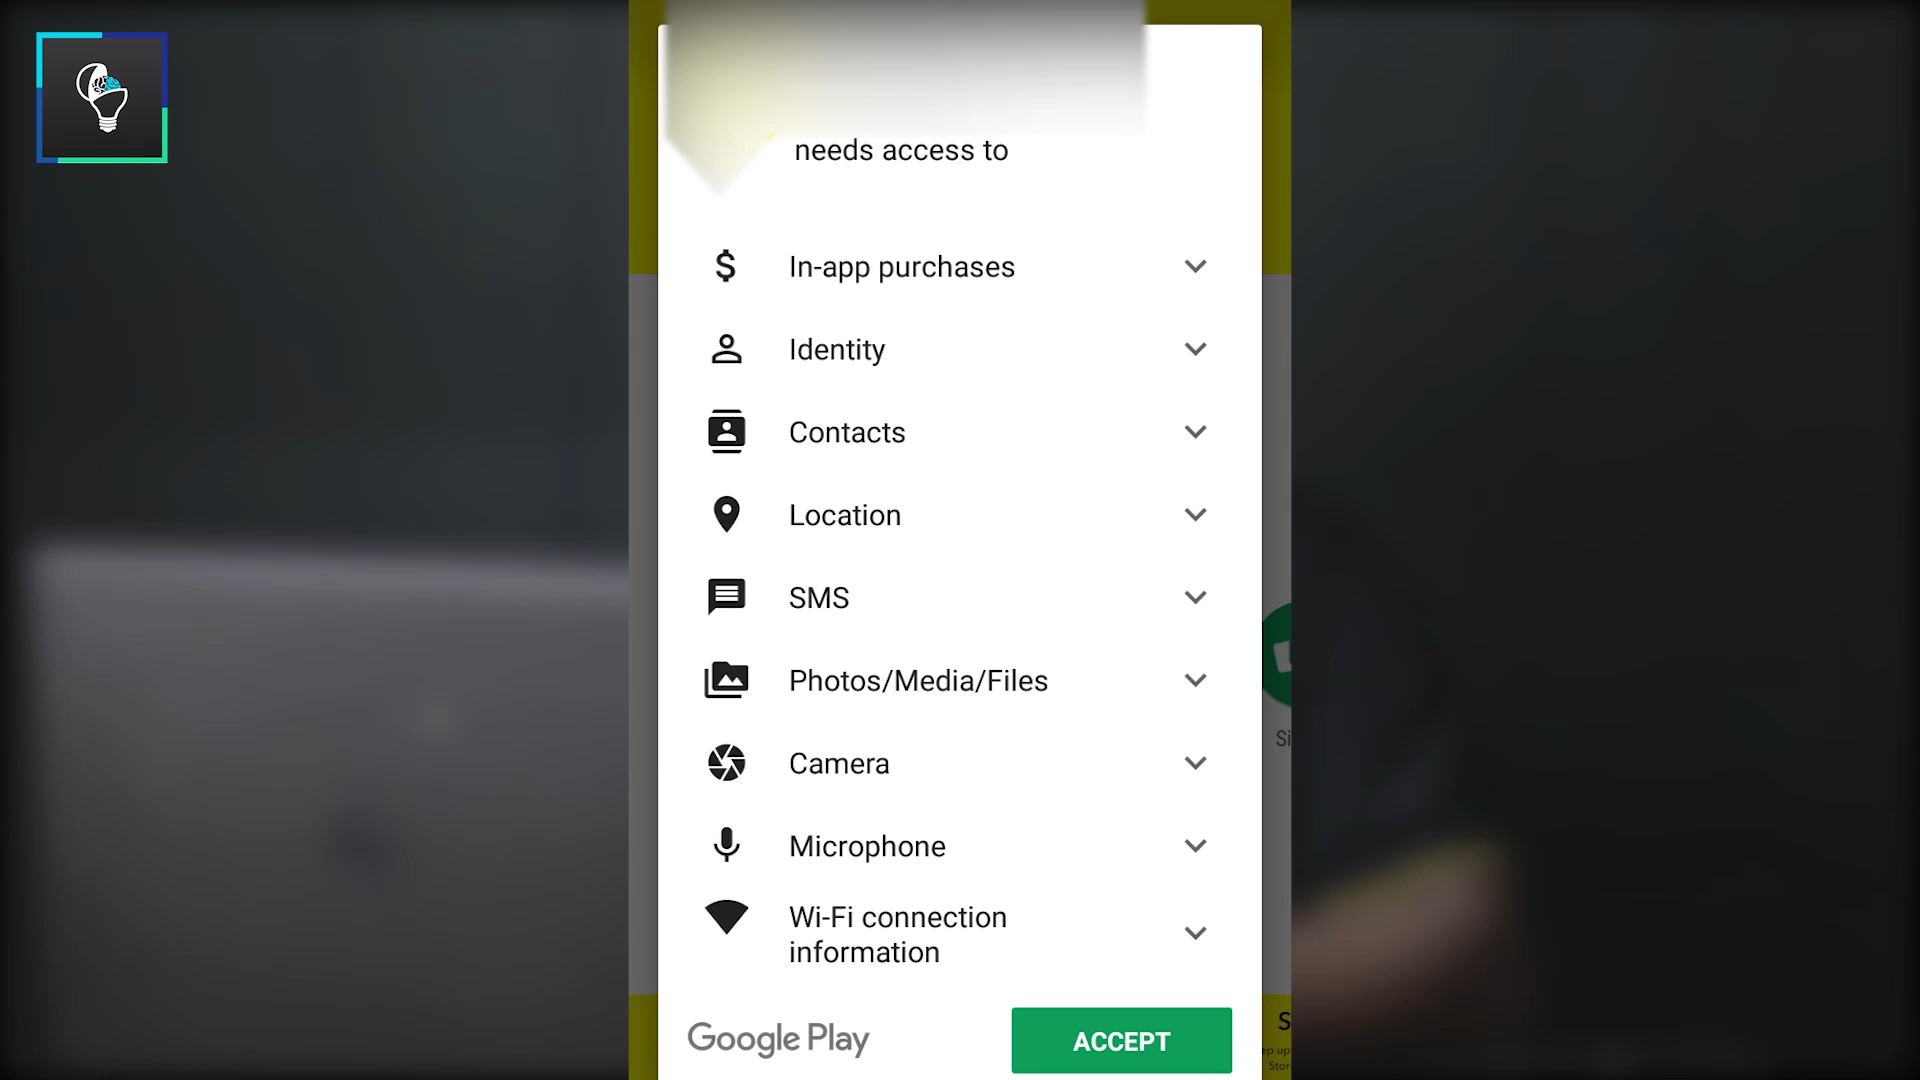 needs access to
In-app purchases
Identity
Contacts
Location
SMS
Photos/Media/Files
Camera
Microphone
Wi-Fi connection
information
Google Play
ACCEPT